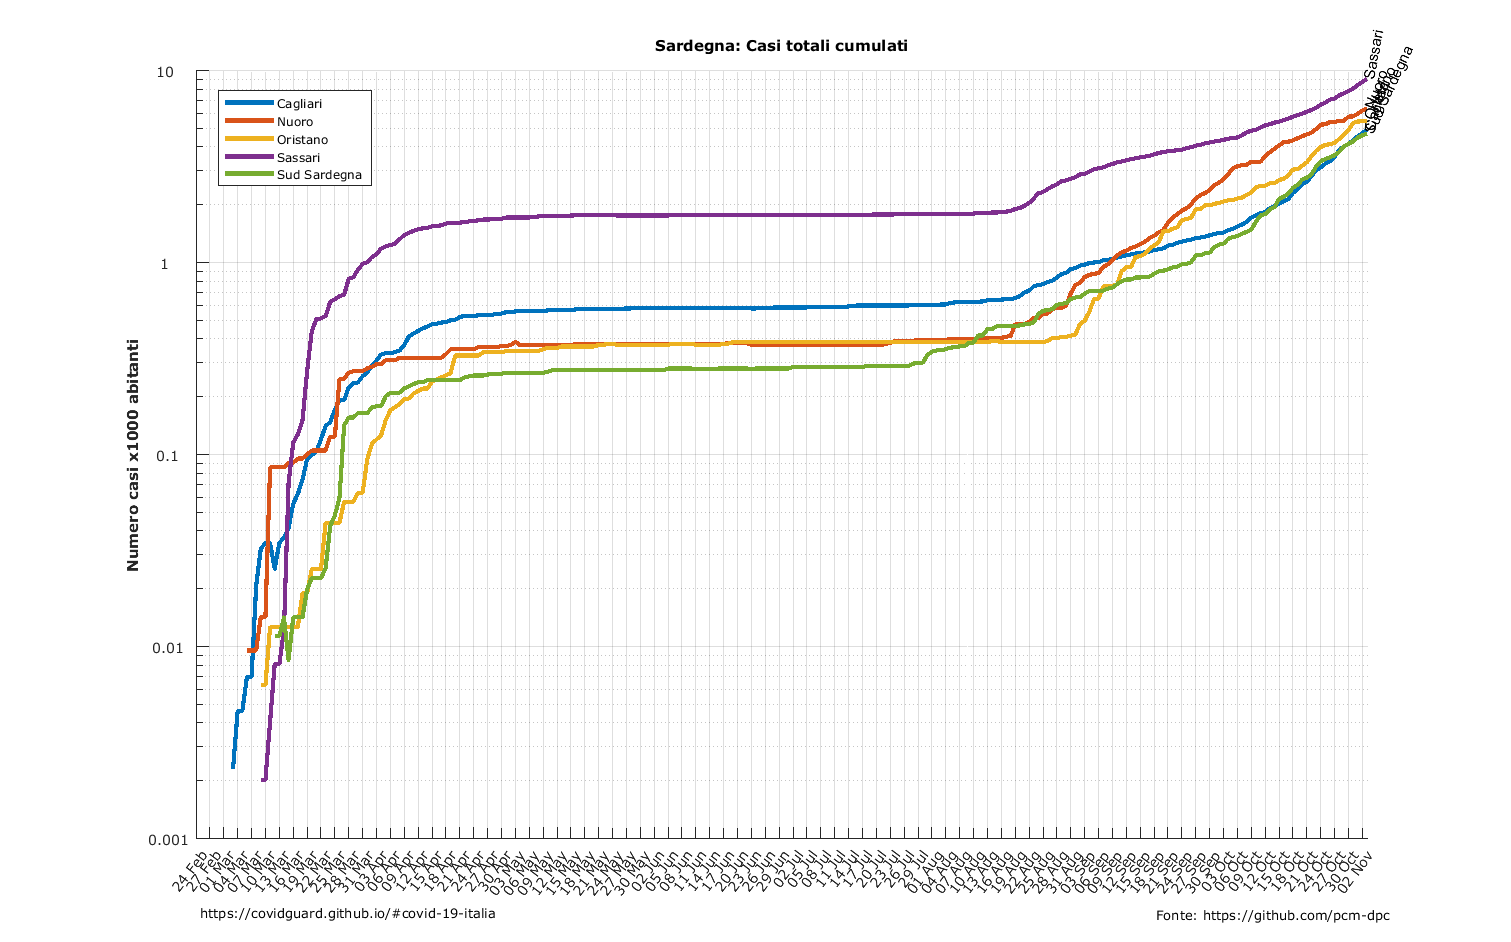 Sardegna: Casi totali cumulati
Sassari
Nuoro
Sud Sardegna
10
1
0.1
0.01
0.001
Numero casi x1000 abitanti
Cagliari
Nuoro
Oristano
Sassari
Sud Sardegna
24 Feb
27 Feb
01 Mar
04 Mar
07 Mar
10 Mar
13 Mar
16 Mar
19 Mar
22 Mar
25 Mar
28 Mar
31 Mar
03 Apr
06 Apr
09 Apr
12 Apr
15 Apr
18 Apr
21 Apr
24 Apr
27 Apr
30 Apr
03 May
06 May
09 May
12 May
15 May
18 May
21 May
24 May
27 May
30 May
02 Jun
05 Jun
08 Jun
11 Jun
14 Jun
17 Jun
20 Jun
23 Jun
26 Jun
29 Jun
02 Jul
05 Jul
08 Jul
11 Jul
14 Jul
17 Jul
20 Jul
23 Jul
26 Jul
29 Jul
01 Aug
04 Aug
07 Aug
10 Aug
13 Aug
16 Aug
19 Aug
22 Aug
25 Aug
28 Aug
31 Aug
03 Sep
06 Sep
09 Sep
12 Sep
15 Sep
18 Sep
21 Sep
24 Sep
27 Sep
30 Sep
03 Oct
06 Oct
09 Oct
12 Oct
15 Oct
18 Oct
21 Oct
24 Oct
27 Oct
30 Oct
02 Nov
https://covidguard.github.io/#covid-19-italia
Fonte: https://github.com/pcm-dpc